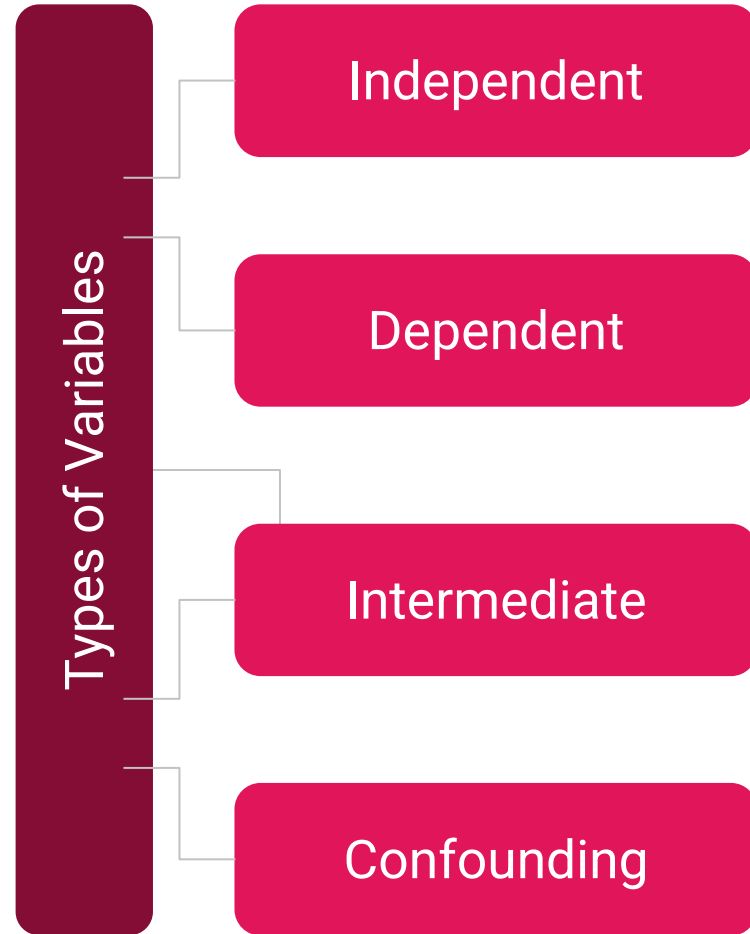 Types of Variables
Independent
Dependent
Intermediate
Confounding